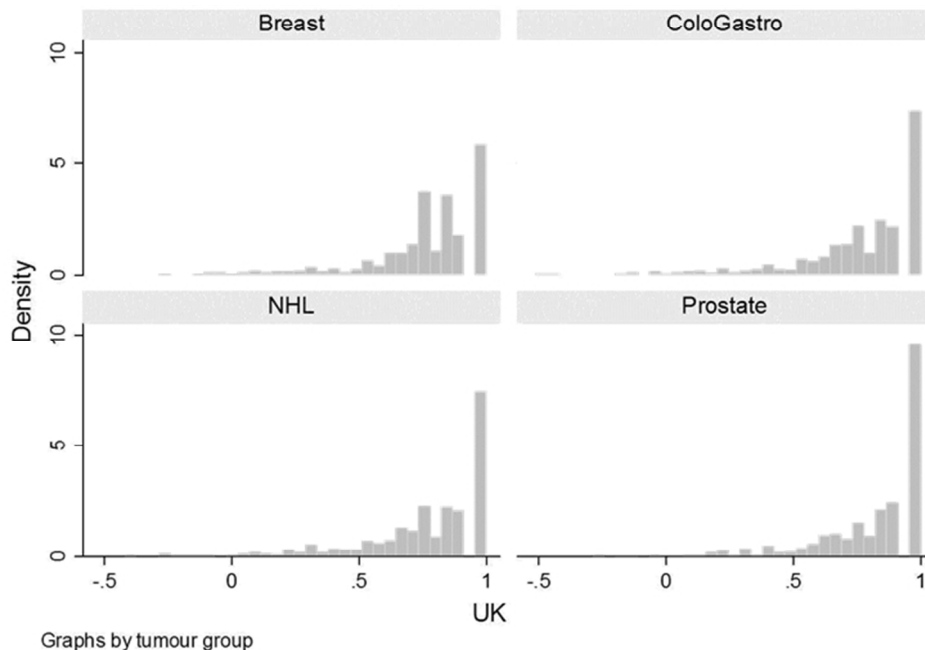 Breast
ColoGastro
10
5
0
Density
NHL
Prostate
10
5
0
-.5 0 .5 1
-.5 0 .5 1
UK
Graphs by tumour group